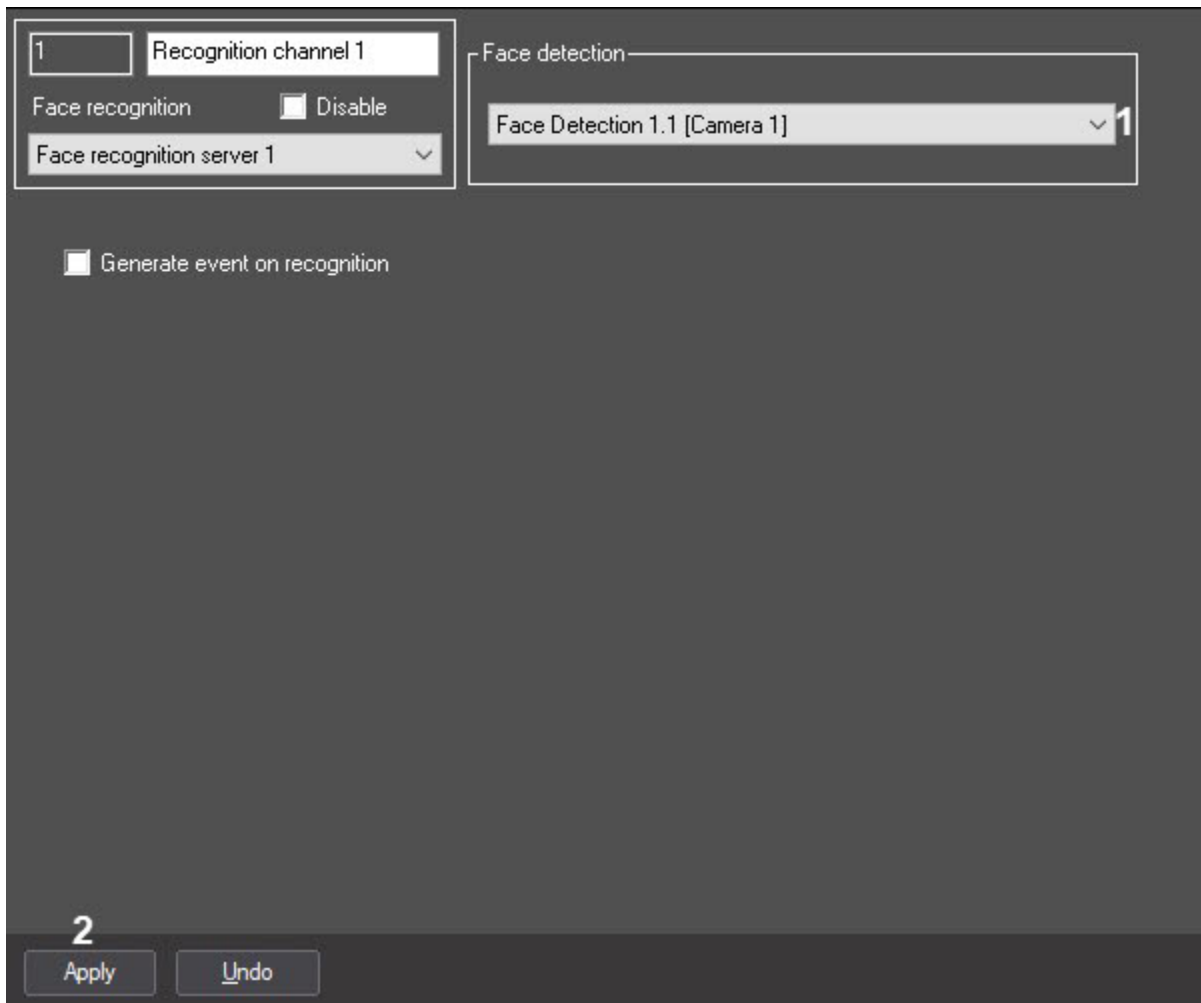 1
Recognition channel 1
Face recognition
Disable
Face recognition server 1
Face detection
Face Detection 1.1 [Camera 1]
1
Generate event on recognition
2
Apply
Undo